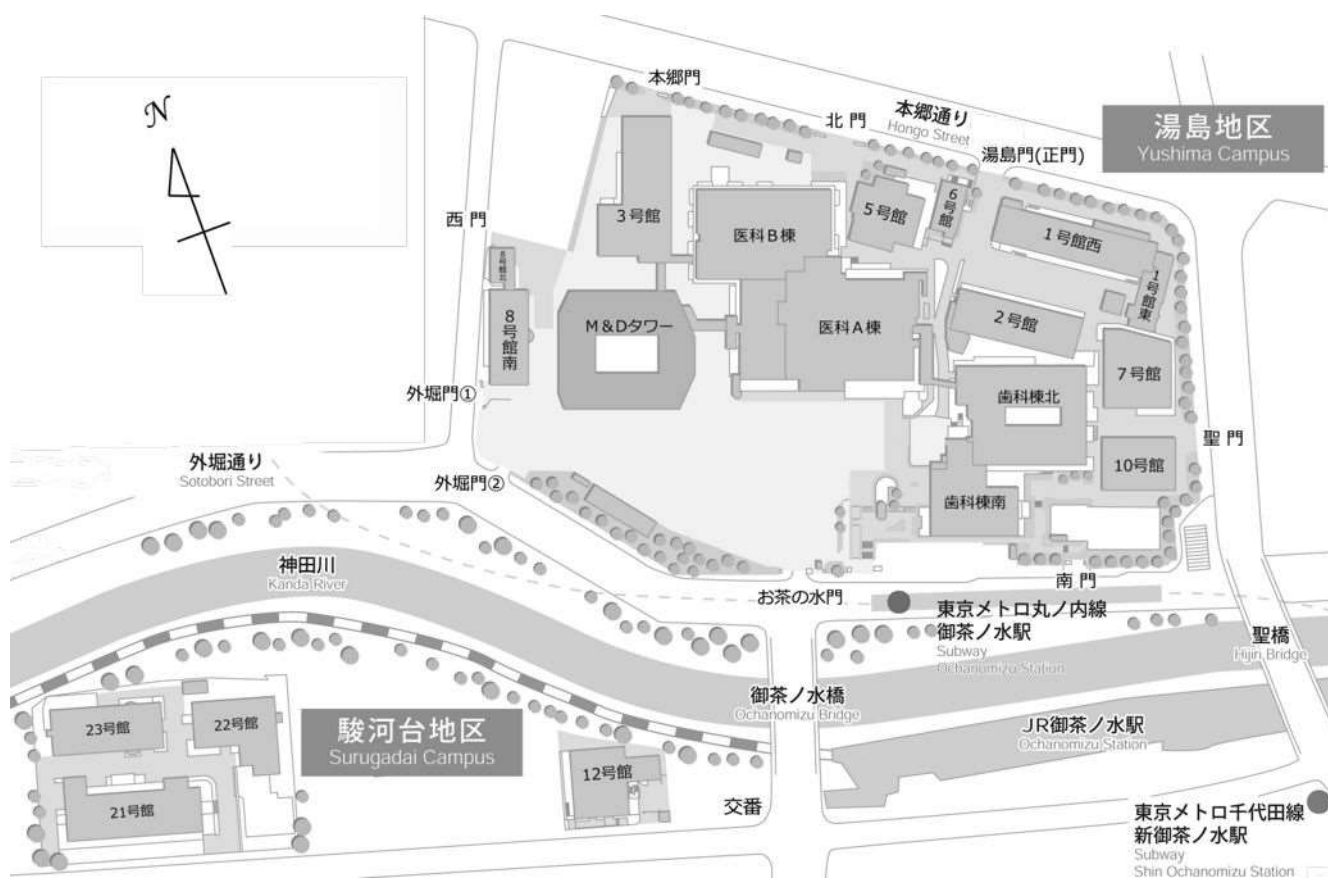 N
本郷門
北門
本郷通り
Hongo Street
湯島門(正門)
湯島地区
Yushima Campus
西門
3号館
医科B棟
5号館
6号館
1号館西
1号館東
8号館北
8号館南
M&Dタワー
医科A棟
2号館
7号館
歯科棟北
外堀門①
聖門
外堀通り
Sotobori Street
外堀門②
10号館
歯科棟南
神田川
Kanda River
お茶の水門
南門
東京メトロ丸ノ内線
御茶ノ水駅
Subway
Ochanomizu Station
聖橋
Hijiri Bridge
御茶ノ水橋
Ochanomizu Bridge
JR御茶ノ水駅
Ochanomizu Station
23号館
22号館
駿河台地区
Surugadai Campus
12号館
21号館
交番
東京メトロ千代田線
新御茶ノ水駅
Subway
Shin Ochanomizu Station